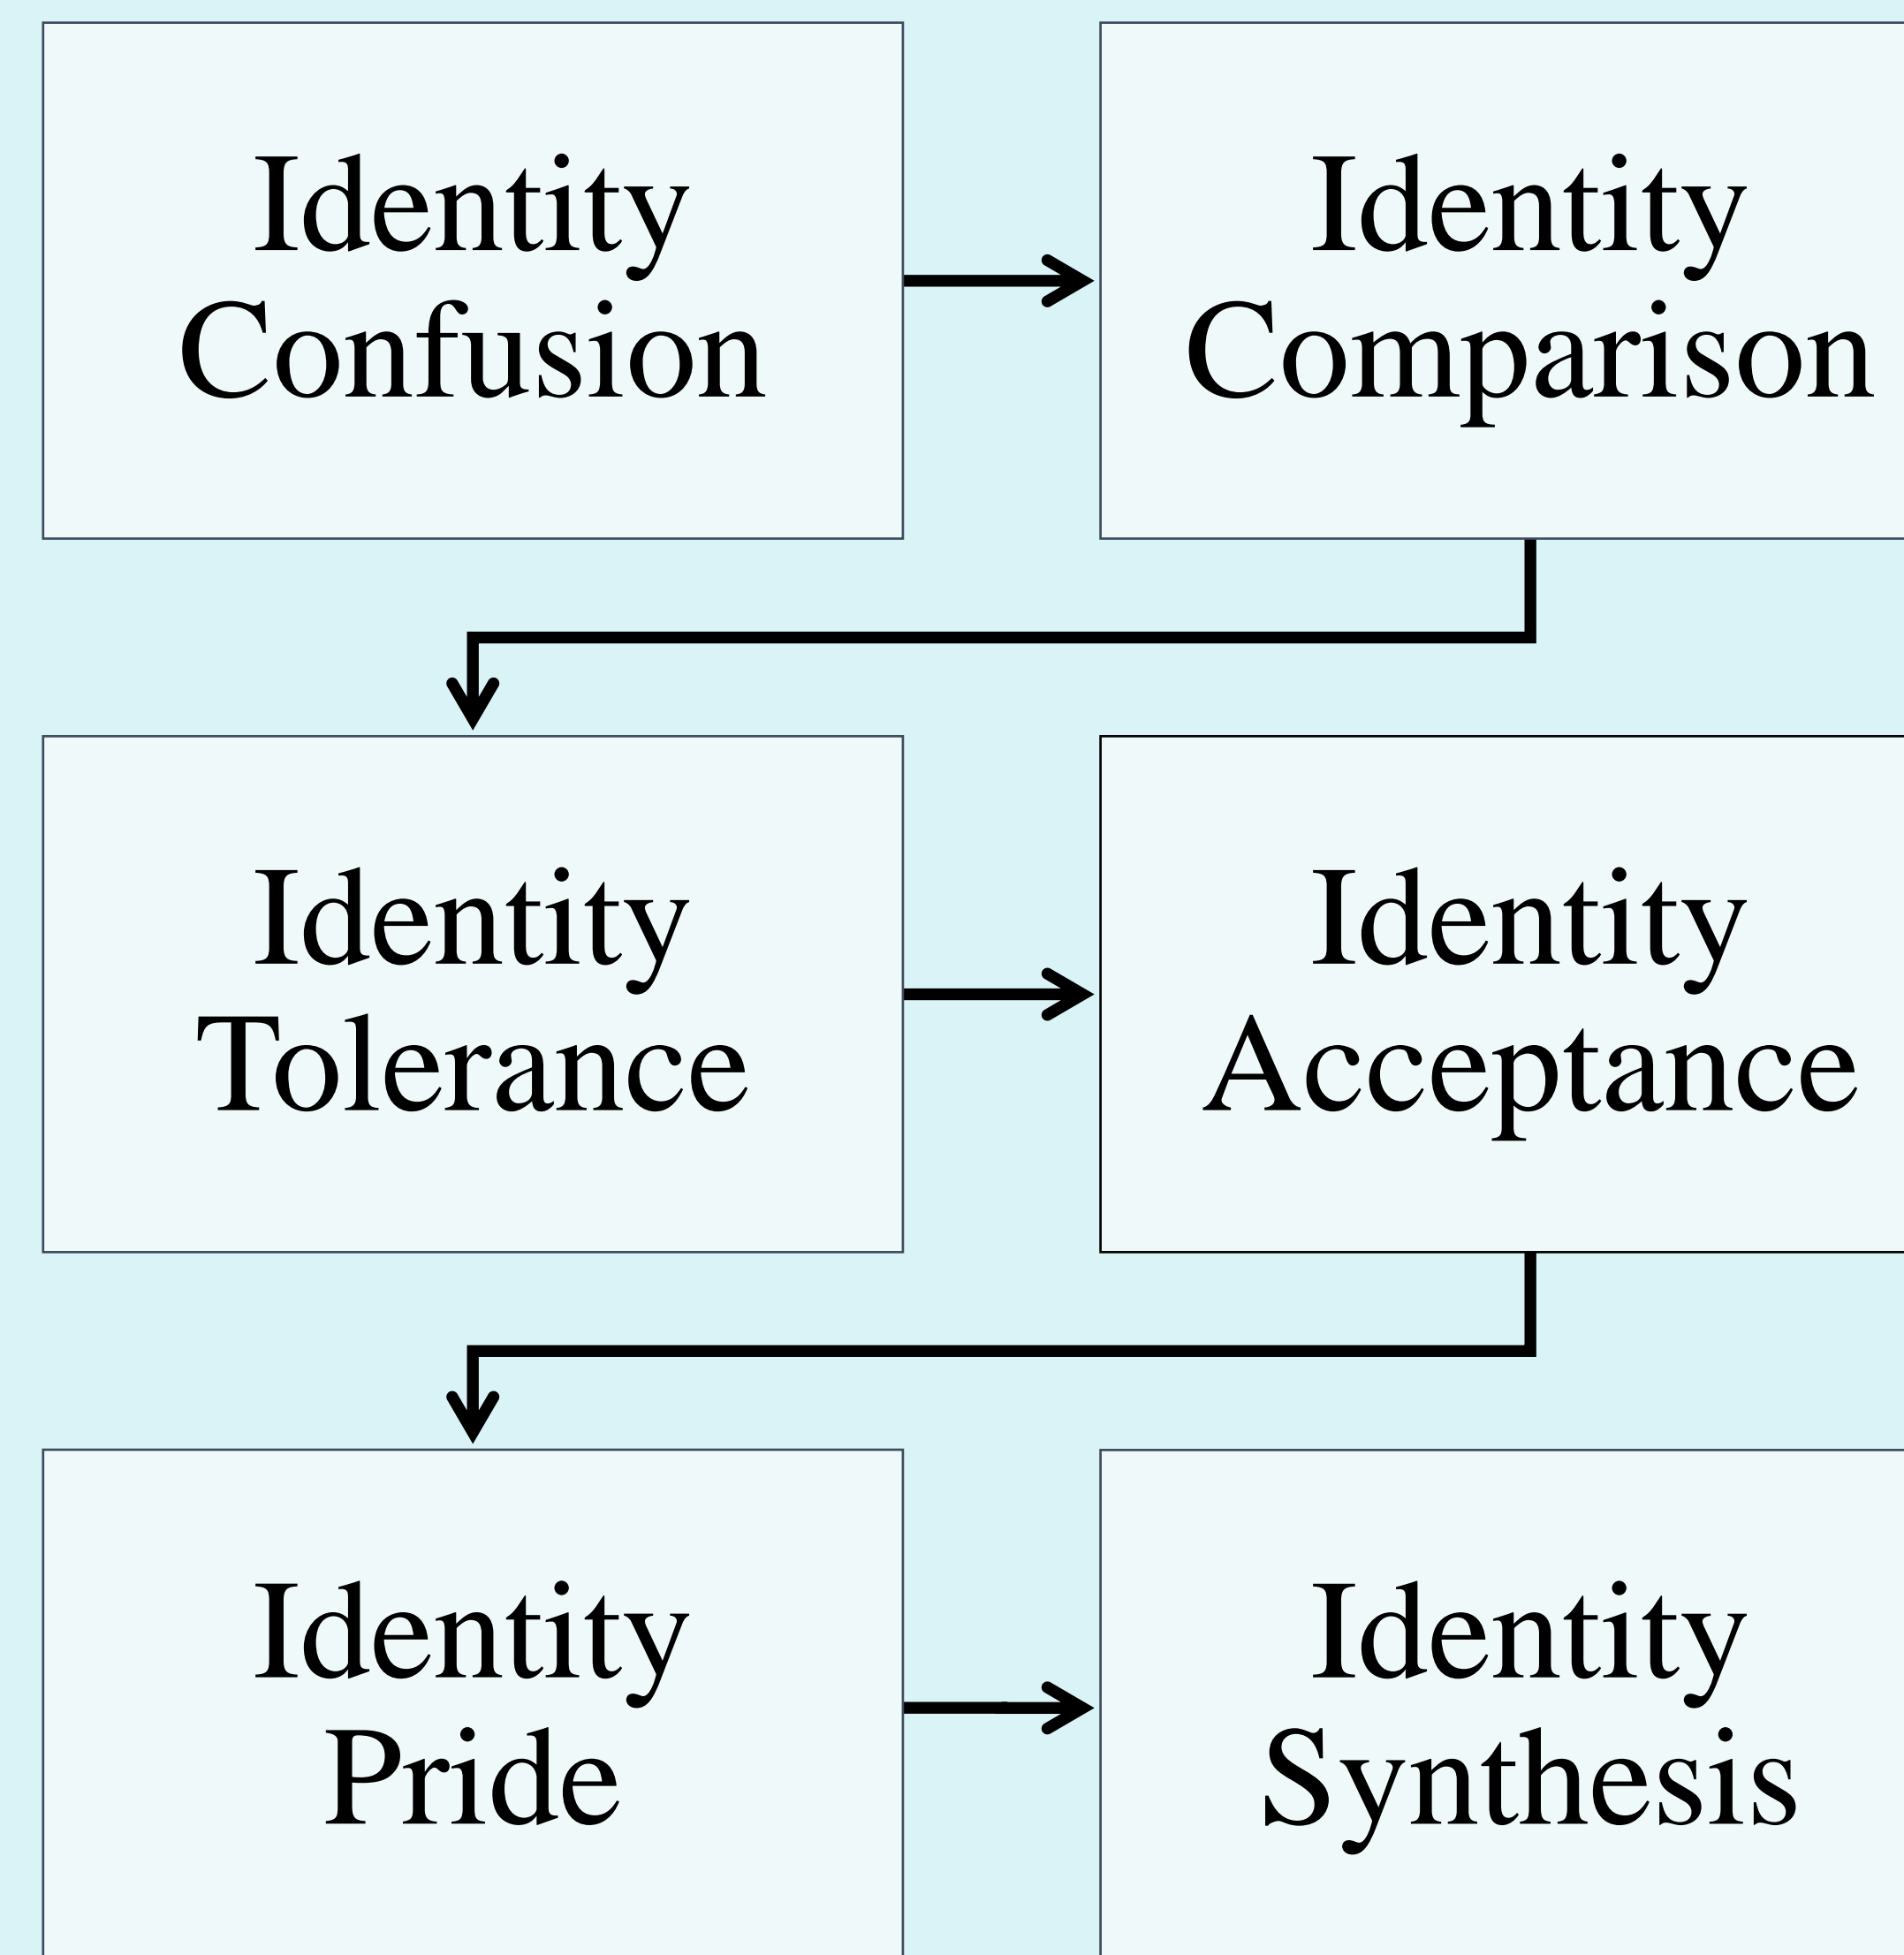 Identity
Confusion
Identity
Comparison
Identity
Tolerance
Identity
Acceptance
Identity
Pride
Identity
Synthesis